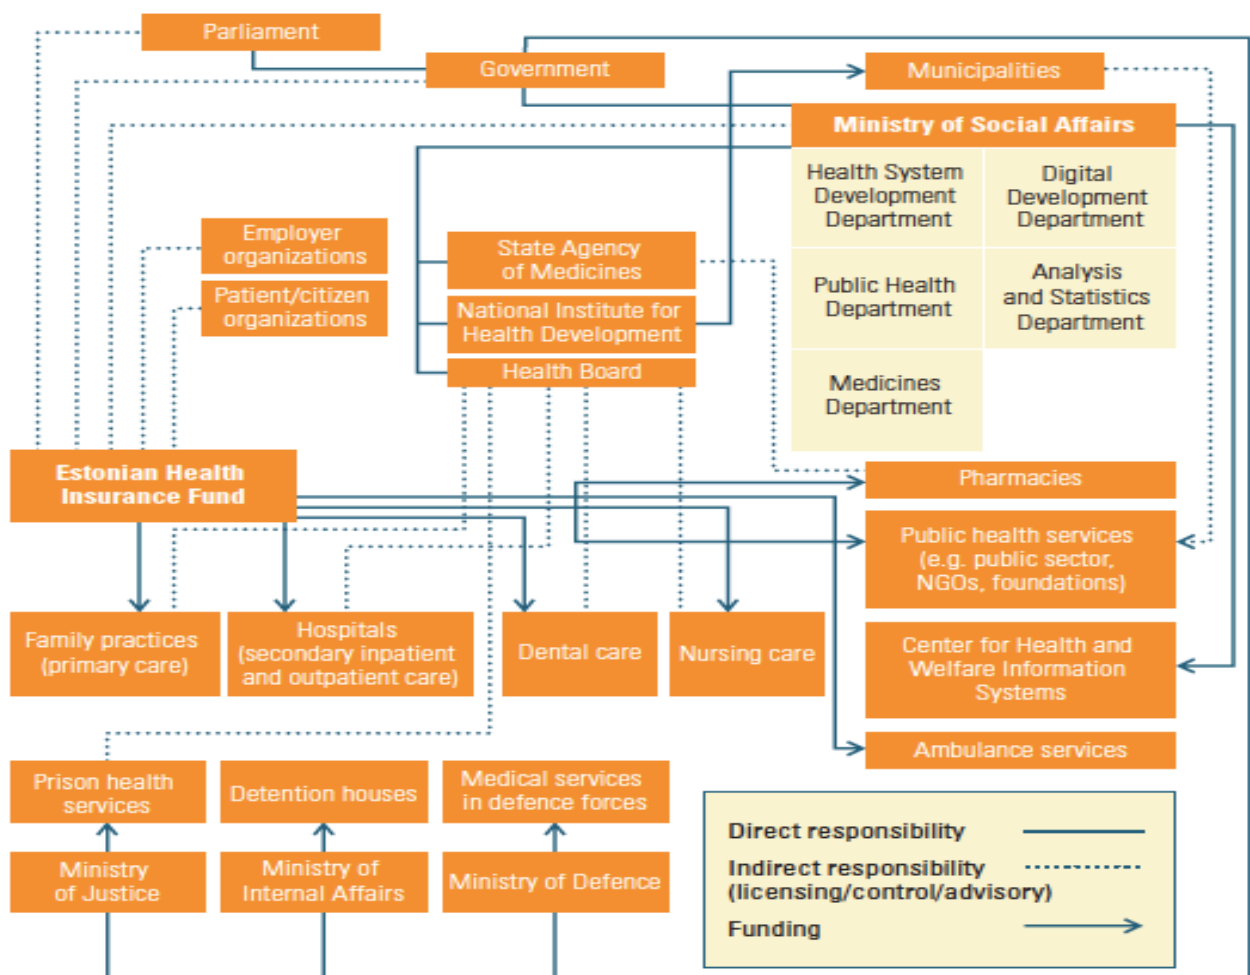 Parliament
Government
Municipalities
Ministry of Social Affairs
Health System
Development
Department
Digital
Development
Department
Public Health
Department
Analysis
and Statistics
Department
Medicines
Department
Employer
organizations
Patient/citizen
organizations
State Agency
of Medicines
National Institute for
Health Development
Health Board
Estonian Health
Insurance Fund
Pharmacies
Public health services
(e.g. public sector,
NGOs, foundations)
Family practices
(primary care)
Hospitals
(secondary inpatient
and outpatient care)
Dental care
Nursing care
Center for Health and
Welfare Information
Systems
Ambulance services
Prison health
services
Detention houses
Medical services
in defence forces
Ministry
of Justice
Ministry of
Internal Affairs
Ministry of Defence
Direct responsibility
Indirect responsibility
(licensing/control/advisory)
Funding